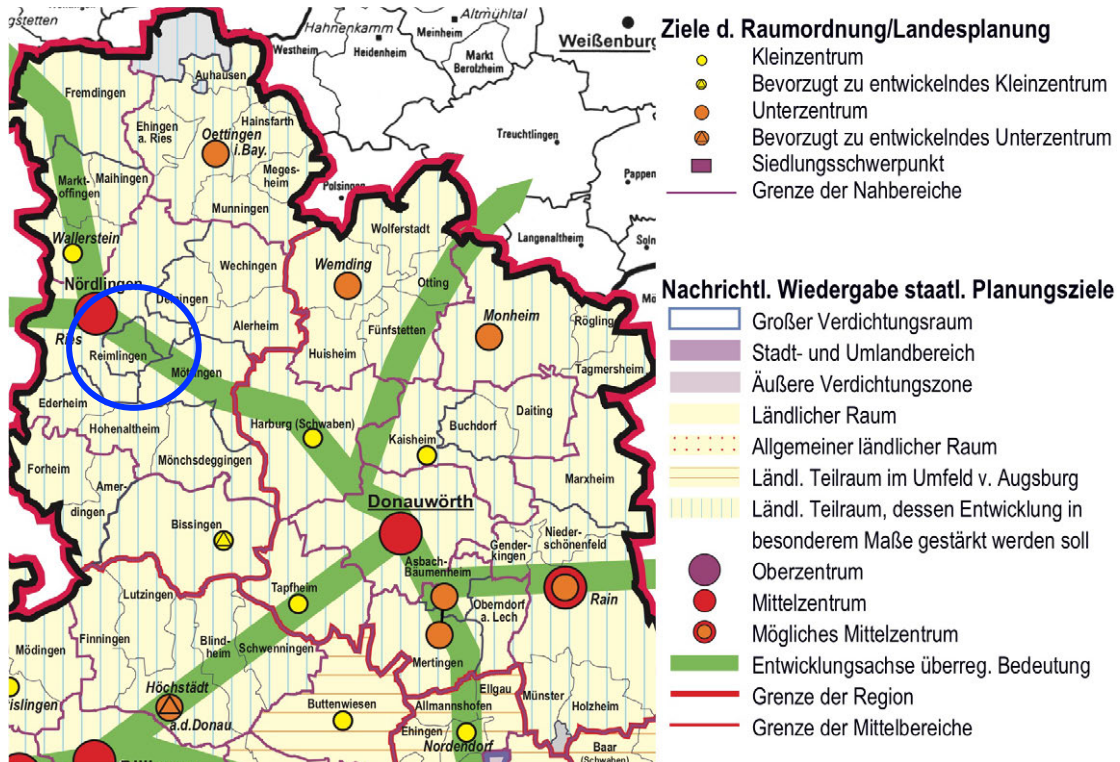 Hahnenkamm
Altmühltal
Meinheim
Westheim
Heidenheim
Markt
Berolzheim
Weißenburg
Auhausen
Fremdingen
Ehingen
a. Ries
Hainsfarth
Oettingen
i.Bay.
Treuchtlingen
Markt-
offingen
Maihingen
Megesheim
Polsingen
Pappen
Munningen
Wolferstadt
Langenaltheim
Soln
Wallerstein
Wechingen
Wemding
Otting
Nördlingen
Deiningen
Monheim
Rögling
Alerheim
Fünfstetten
Ries
Reimlingen
Huisheim
Möttingen
Tagmersheim
Ederheim
Hohenaltheim
Harburg (Schwaben)
Kaisheim
Buchdorf
Daiting
Forheim
Mönchsdeggingen
Marxheim
Amer-
dingen
Donauwörth
Bissingen
Nieder-
schönenfeld
Gender-
kingen
Asbach-
Bäumenheim
Lutzingen
Tapfheim
Oberndorf
a. Lech
Rain
Finningen
Blind-
heim
Schwenningen
Mödingen
Mertingen
Höchstädt
a.d.Donau
Ellgau
Münster
Buttenwiesen
Allmannshofen
Holzheim
islingen
Ehingen
Nordendorf
Baar
(Schwaben)
Ziele d. Raumordnung/Landesplanung
Kleinzentrum
Bevorzugt zu entwickelndes Kleinzentrum
Unterzentrum
Bevorzugt zu entwickelndes Unterzentrum
Siedlungsschwerpunkt
Grenze der Nahbereiche
Nachrichtl. Wiedergabe staatl. Planungsziele
Großer Verdichtungsraum
Stadt- und Umlandbereich
Äußere Verdichtungszone
Ländlicher Raum
Allgemeiner ländlicher Raum
Ländl. Teilraum im Umfeld v. Augsburg
Ländl. Teilraum, dessen Entwicklung in
besonderem Maße gestärkt werden soll
Oberzentrum
Mittelzentrum
Mögliches Mittelzentrum
Entwicklungsachse überreg. Bedeutung
Grenze der Region
Grenze der Mittelbereiche